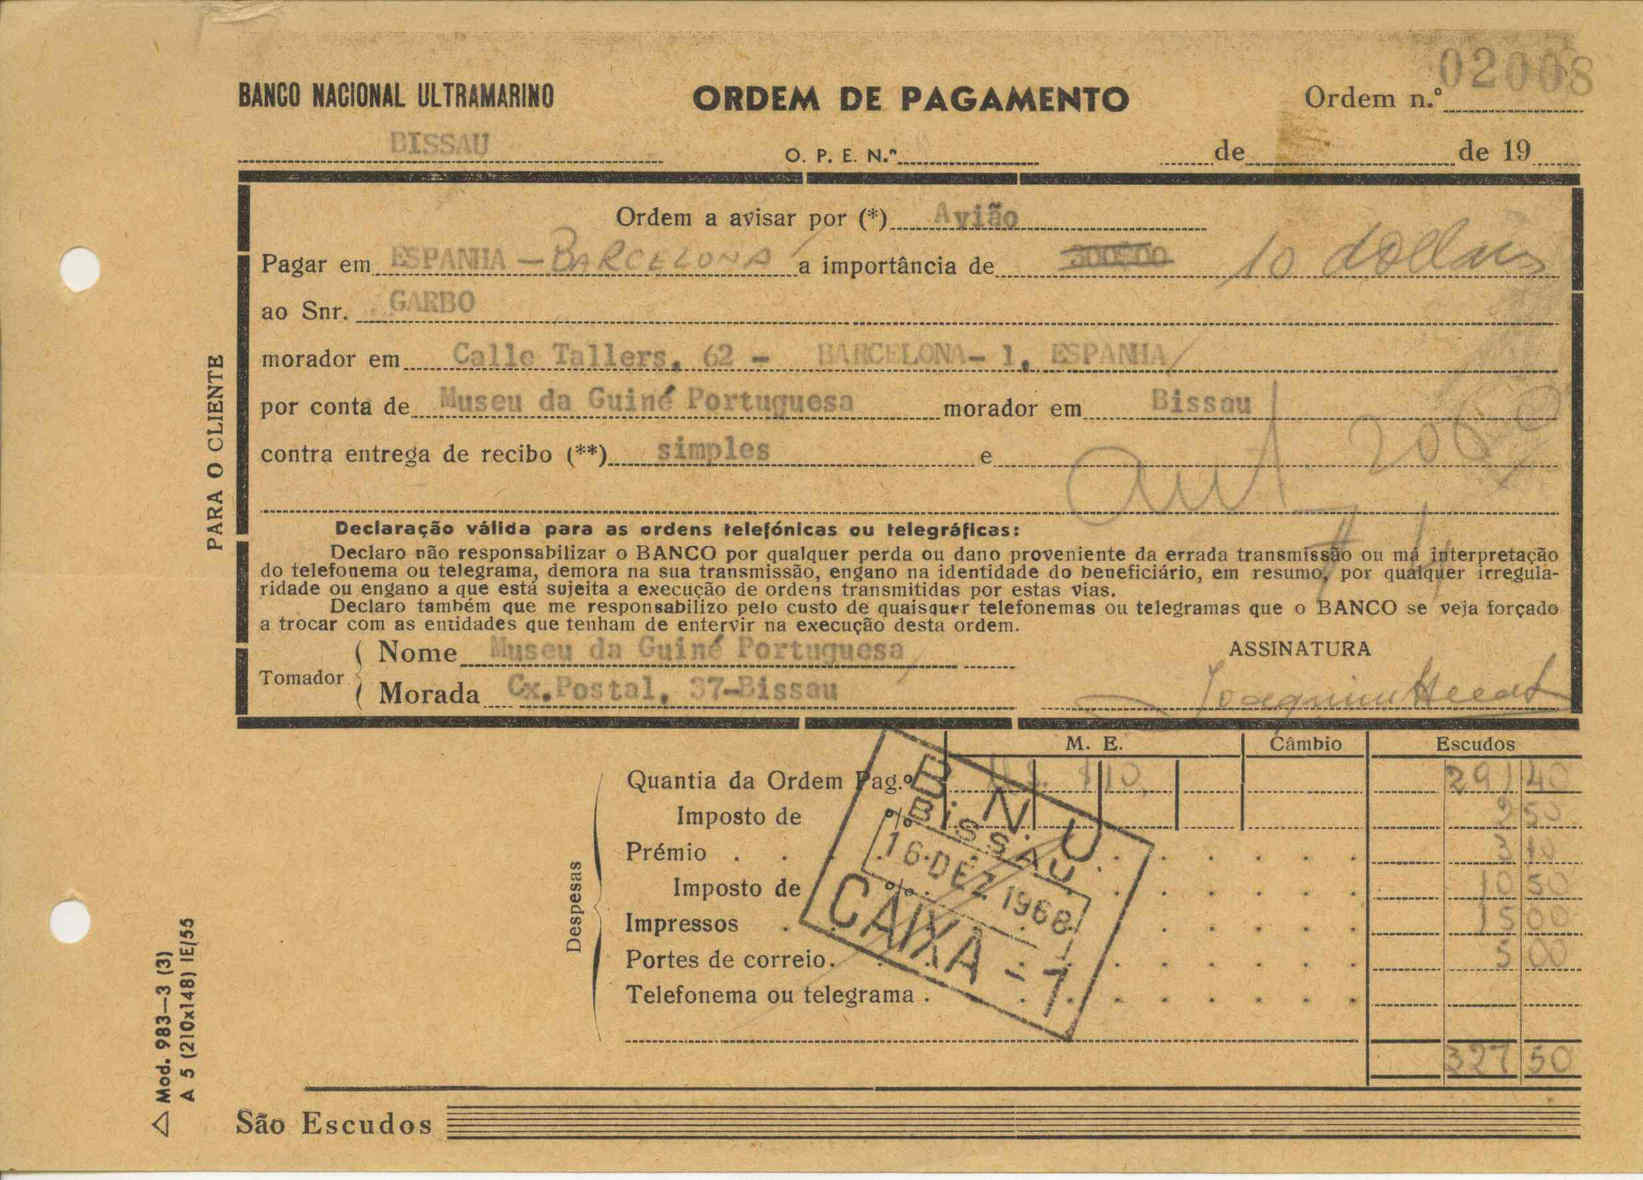 02008
BANCO NACIONAL ULTRAMARINO ORDEM DE PAGAMENTO Ordem n.º
BISSAU O. P. E. N.º de de 19
Ordem a avisar por (*) Avião
Pagar em ESPANHA - BARCELONA a importância de 300$00 10 dollars
ao Snr. GARBO
morador em Calle Tallers, 62 - BARCELONA- 1, ESPANHA
por conta de Museu da Guiné Portuguesa morador em Bissau
contra entrega de recibo (**) simples e
aut.
Declaração válida para as ordens telefónicas ou telegráficas:
Declaro não responsabilizar o BANCO por qualquer perda ou dano proveniente da errada transmissão ou má interpretação
do telefonema ou telegrama, demora na sua transmissão, engano na identidade do beneficiário, em resumo, por qualquer irregula-
ridade ou engano a que está sujeita a execução de ordens transmitidas por estas vias.
Declaro também que me responsabilizo pelo custo de quaisquer telefonemas ou telegramas que o BANCO se veja forçado
a trocar com as entidades que tenham de entervir na execução desta ordem.
Tomador
Nome Museu da Guiné Portuguesa
Morada Cx.Postal, 37-Bissau
ASSINATURA
PARA O CLIENTE
M. E. Câmbio Escudos
Despesas
Quantia da Ordem Pag.º $10, 291 40
Imposto de º/º 2 50
Prémio 3 10
Imposto de º/º 10 50
Impressos 15 00
Portes de correio 5 00
Telefonema ou telegrama
327 50
B. N. U.
BISSAU
16.DEZ 1968
CAIXA - 1
São Escudos
Mod. 983—3 (3)
A 5 (210x148) IE/55